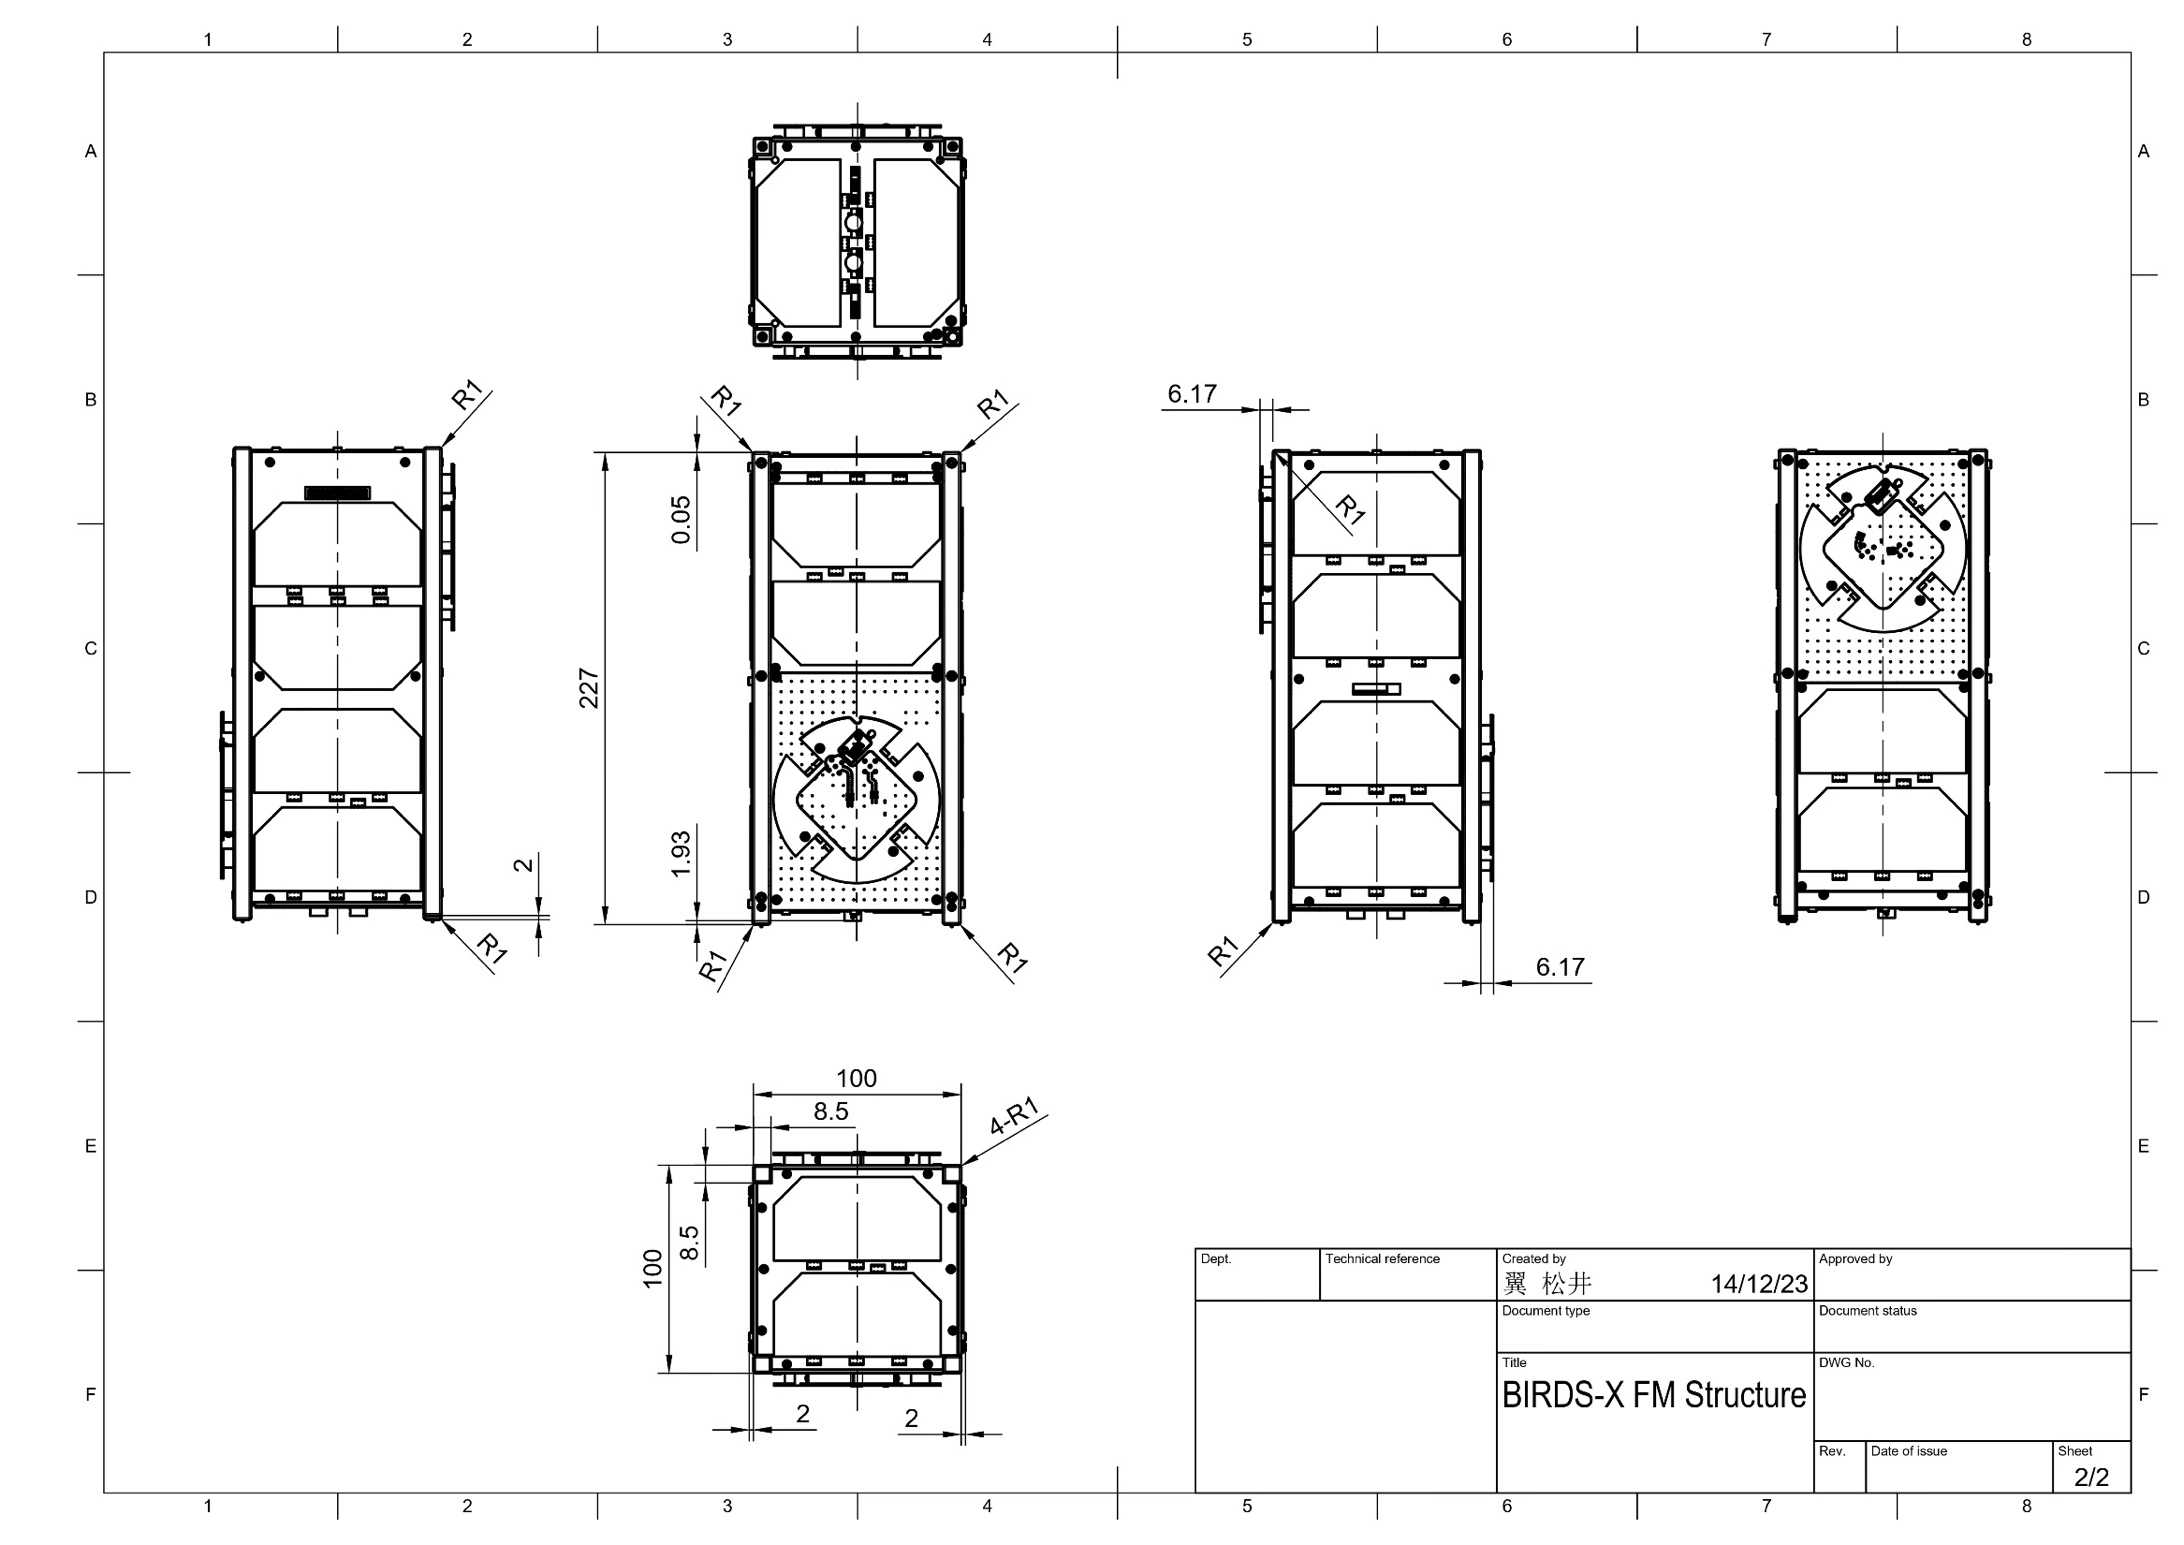 1 2 3 4 5 6 7 8
A A
B B
C C
D D
E E
F F
R1
R1
R1
6.17
R1
0.05
227
1.93
2
R1
R1
R1
R1
6.17
100
8.5
4-R1
8.5
100
2 2
Dept. Technical reference Created by Approved by
翼 松井 14/12/23
Document type Document status
Title DWG No.
BIRDS-X FM Structure
Rev. Date of issue Sheet
2/2
1 2 3 4 5 6 7 8